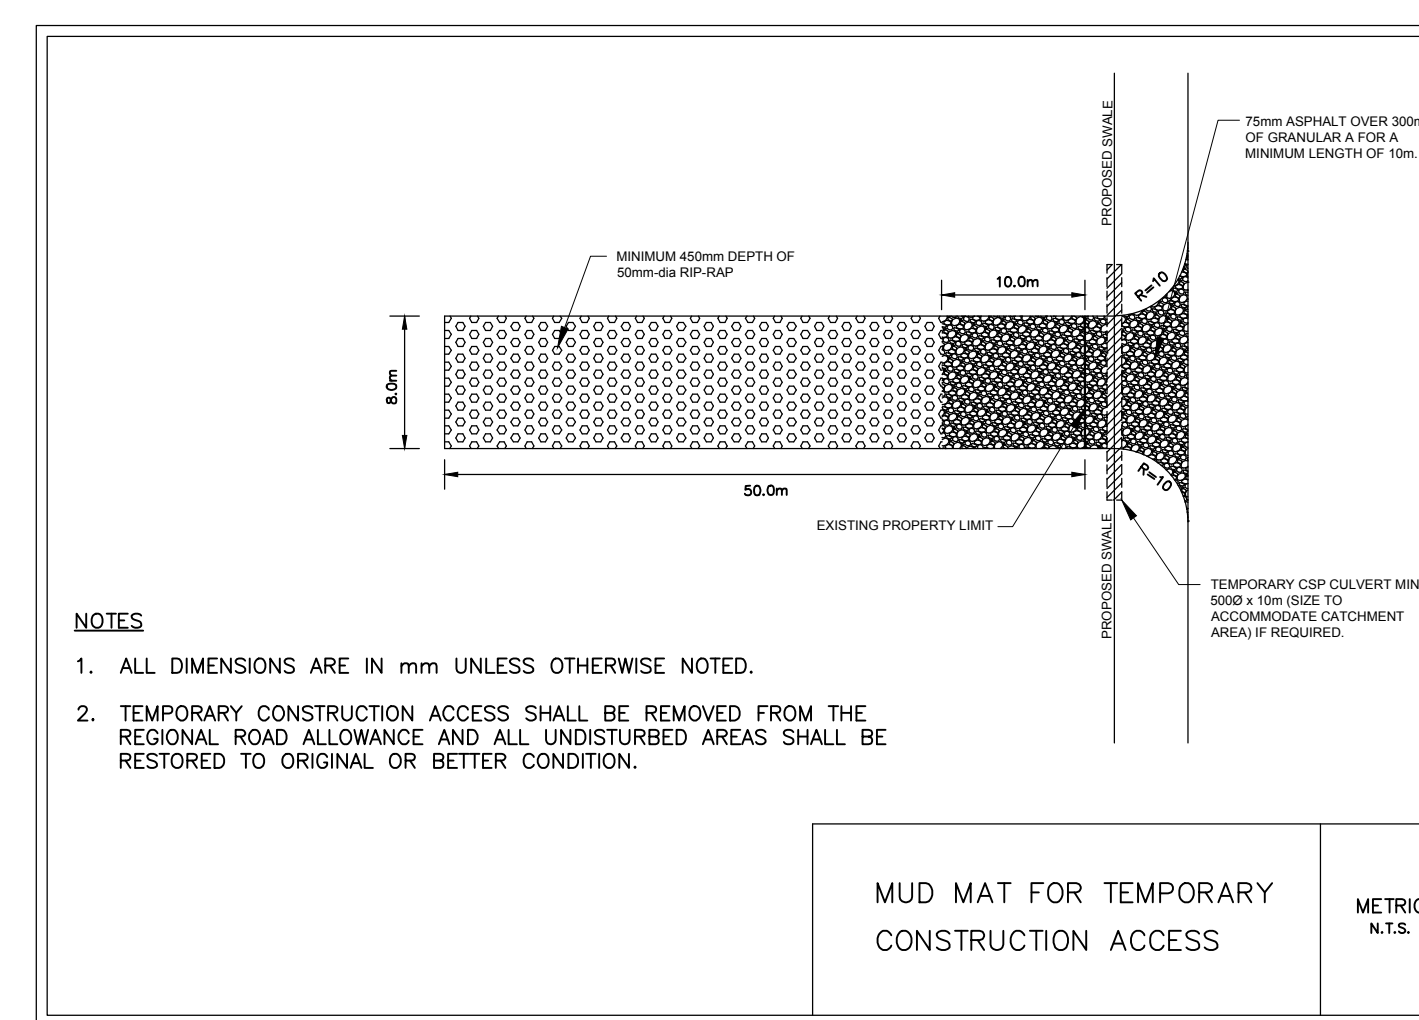 PROPOSED SWALE
75mm ASPHALT OVER 300m
OF GRANULAR A FOR A
MINIMUM LENGTH OF 10m.
MINIMUM 450mm DEPTH OF
50mm-dia RIP-RAP
10.0m
R=10
8.0m
R=10
50.0m
EXISTING PROPERTY LIMIT
PROPOSED SWALE
TEMPORARY CSP CULVERT MIN
500Ø x 10m (SIZE TO
ACCOMMODATE CATCHMENT
AREA) IF REQUIRED.
NOTES
1. ALL DIMENSIONS ARE IN mm UNLESS OTHERWISE NOTED.
2. TEMPORARY CONSTRUCTION ACCESS SHALL BE REMOVED FROM THE
REGIONAL ROAD ALLOWANCE AND ALL UNDISTURBED AREAS SHALL BE
RESTORED TO ORIGINAL OR BETTER CONDITION.
MUD MAT FOR TEMPORARY
CONSTRUCTION ACCESS
METRIC
N.T.S.